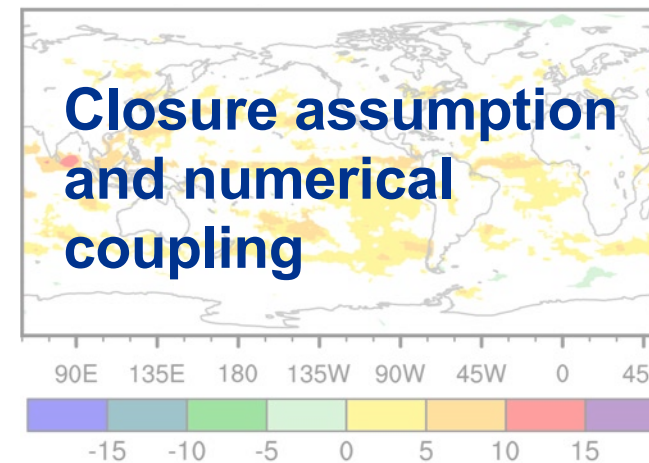 Closure assumption
and numerical
coupling
90E 135E 180 135W 90W 45W 0 45
-15 -10 -5 0 5 10 15